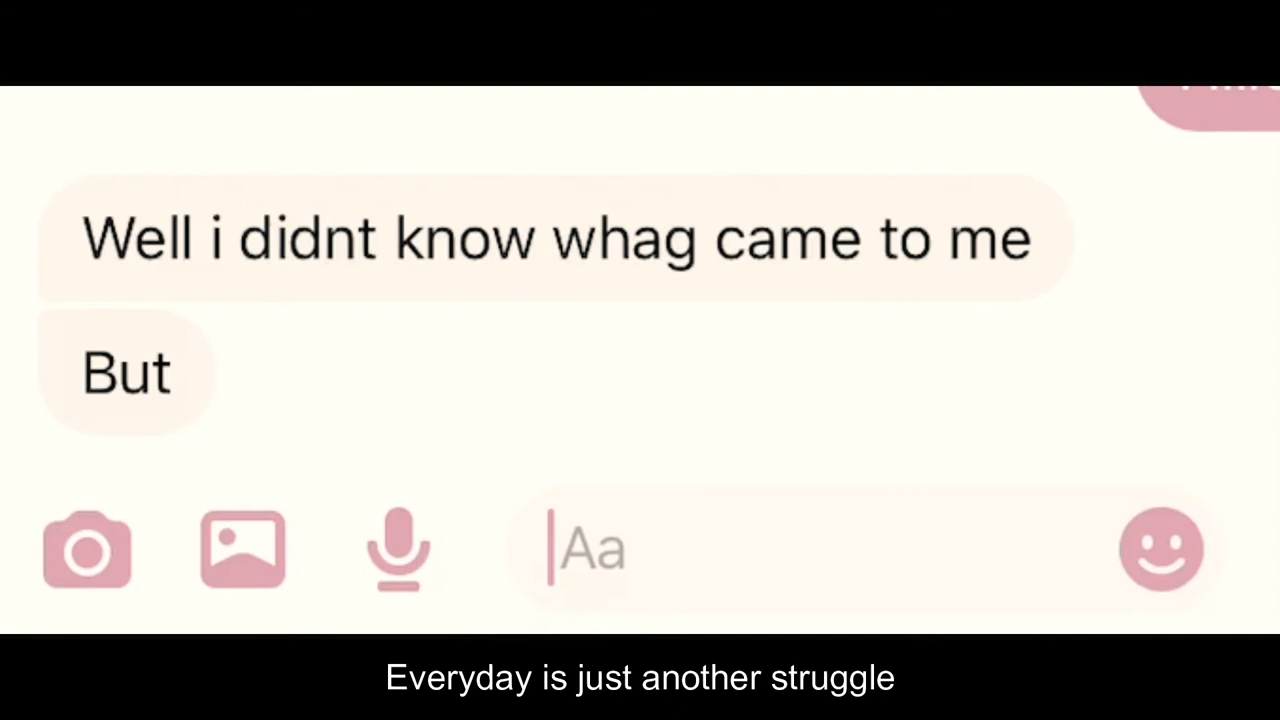 Well i didnt know whag came to me
But
Aa
Everyday is just another struggle